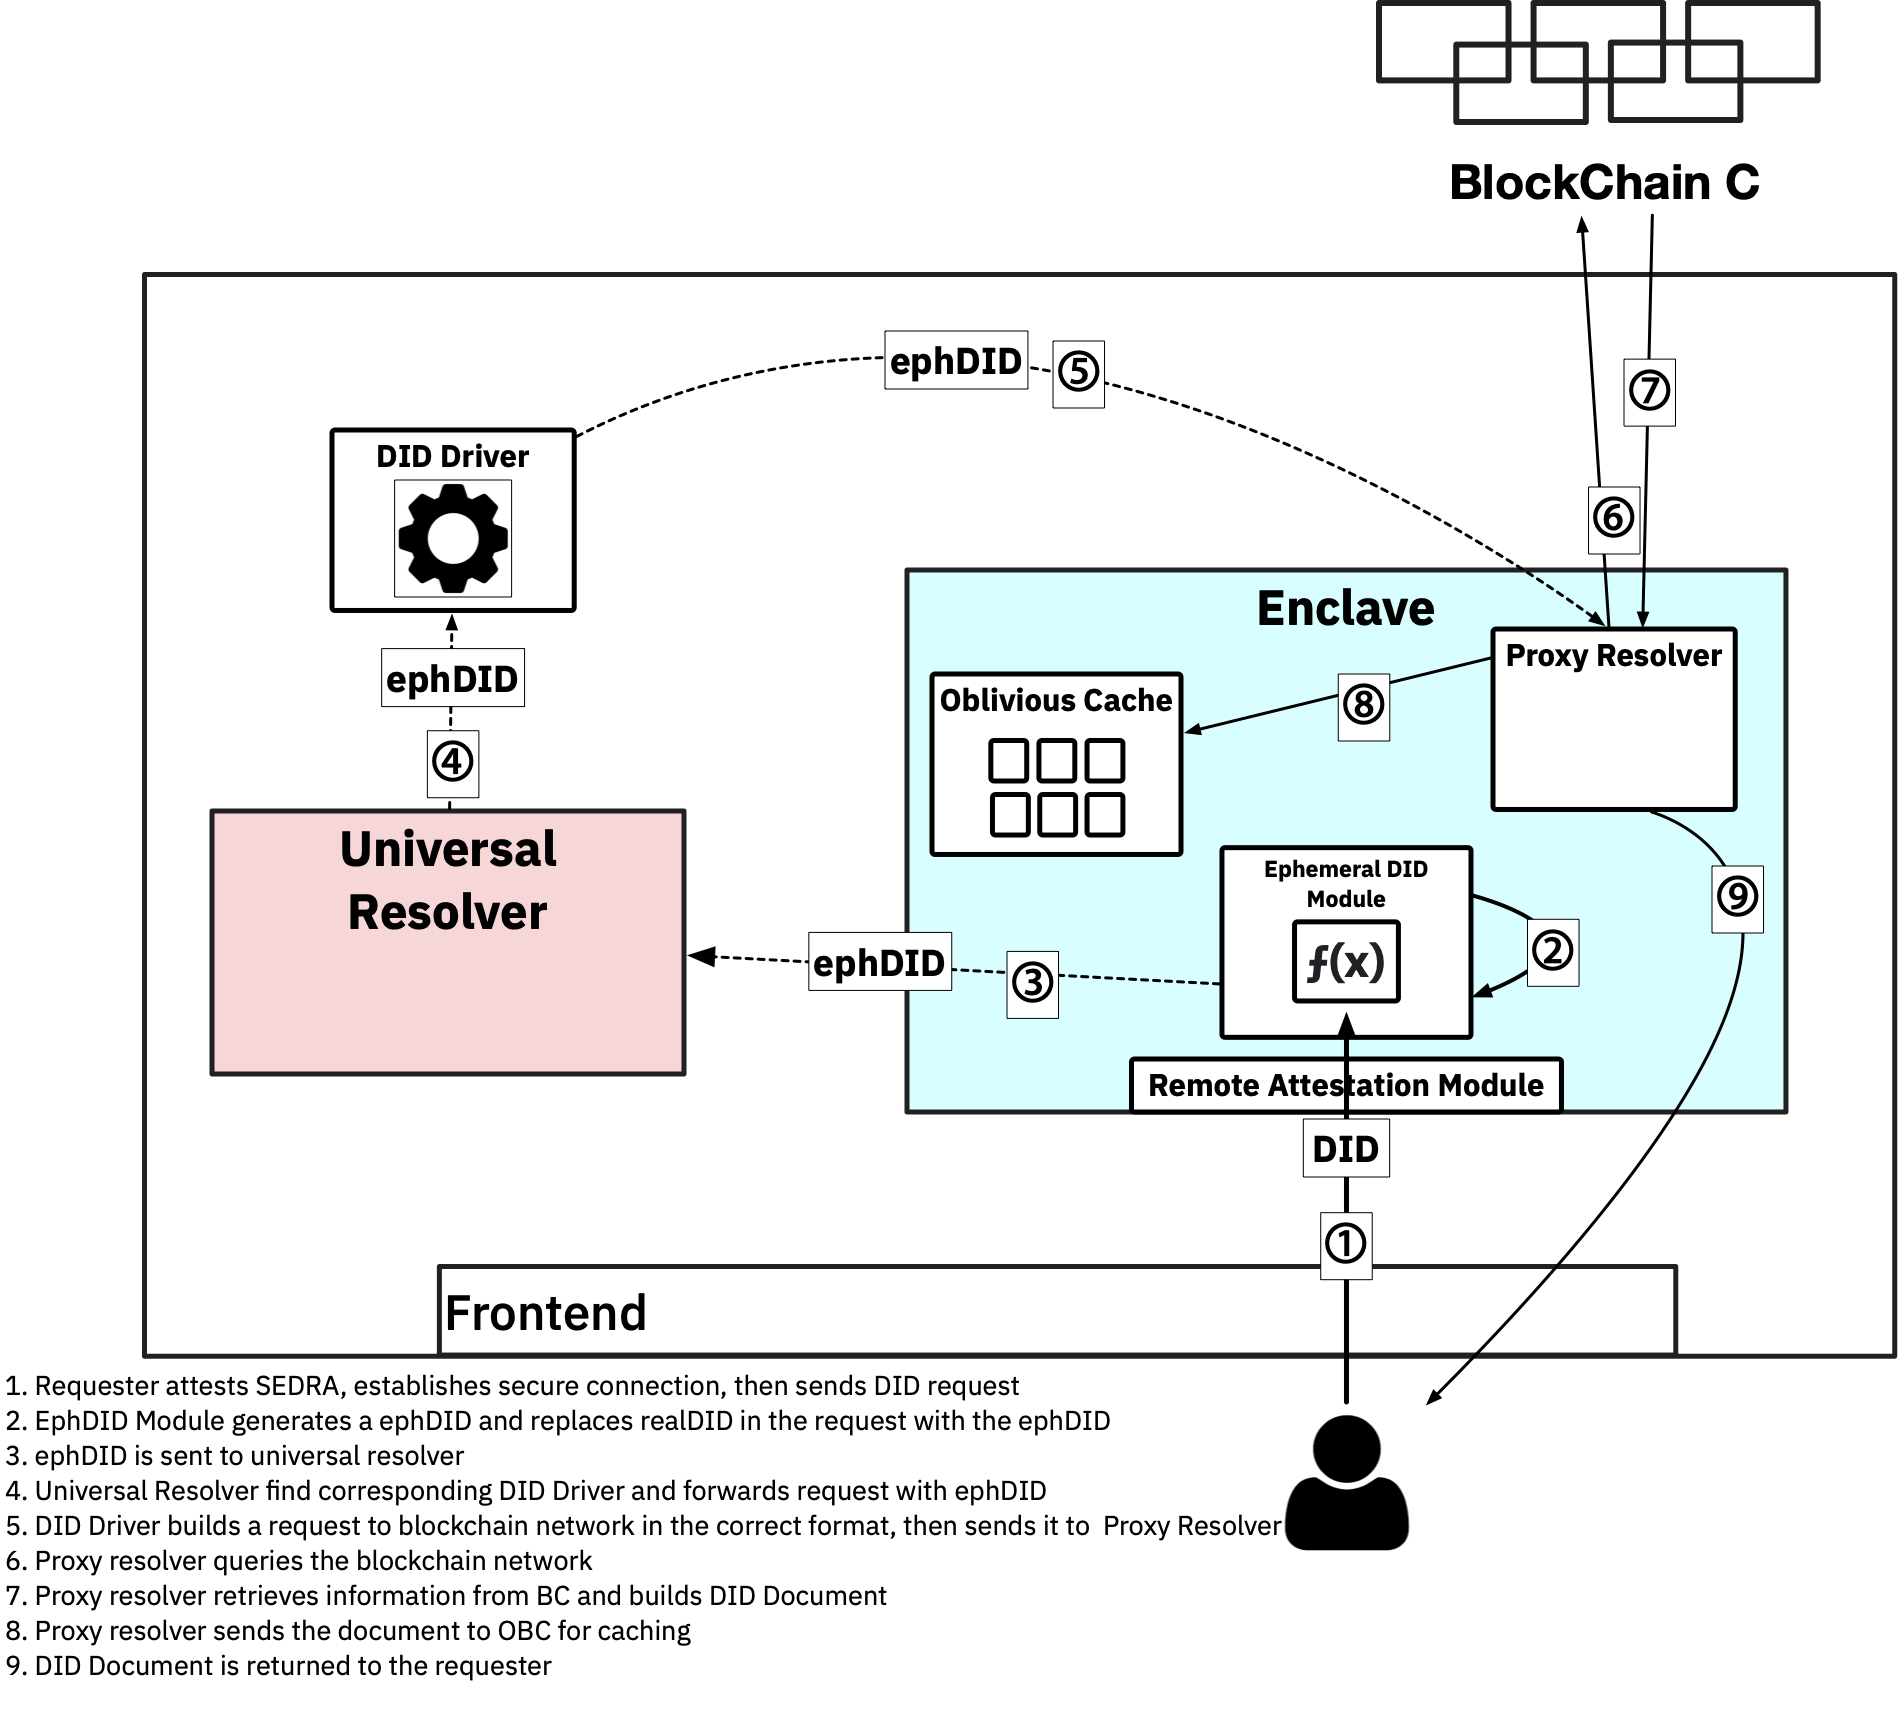 BlockChain C
ephDID
⑤
⑦
DID Driver
⑥
Enclave
ephDID
Proxy Resolver
Oblivious Cache
⑧
④
Universal
Resolver
Ephemeral DID
Module
⑨
ƒ(x)
②
ephDID
③
Remote Attestation Module
DID
①
Frontend
1. Requester attests SEDRA, establishes secure connection, then sends DID request
2. EphDID Module generates a ephDID and replaces realDID in the request with the ephDID
3. ephDID is sent to universal resolver
4. Universal Resolver find corresponding DID Driver and forwards request with ephDID
5. DID Driver builds a request to blockchain network in the correct format, then sends it to  Proxy Resolver
6. Proxy resolver queries the blockchain network
7. Proxy resolver retrieves information from BC and builds DID Document
8. Proxy resolver sends the document to OBC for caching
9. DID Document is returned to the requester